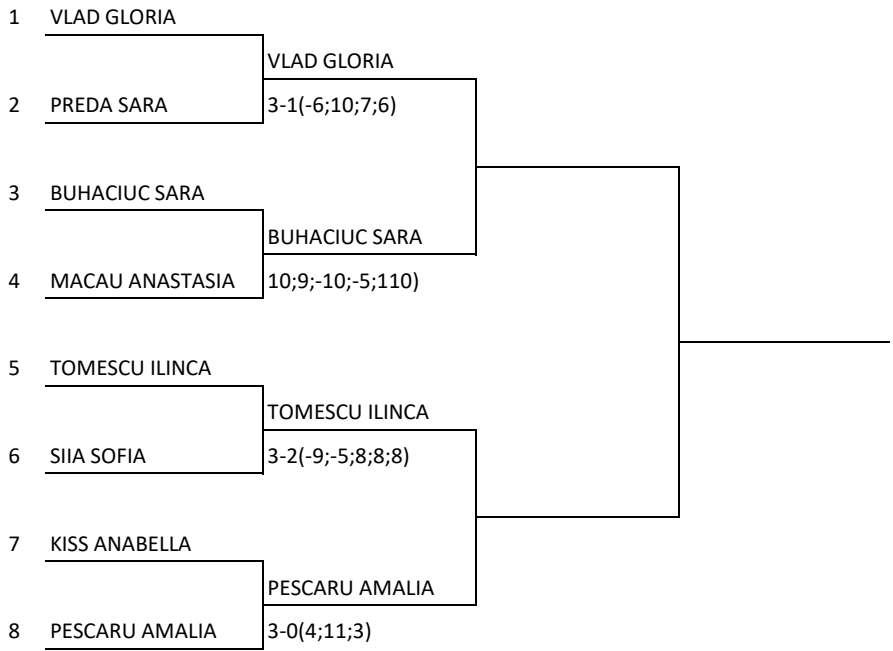 1 VLAD GLORIA
VLAD GLORIA
2 PREDA SARA 3-1(-6;10;7;6)
3 BUHACIUC SARA
BUHACIUC SARA
4 MACAU ANASTASIA 10;9;-10;-5;110)
5 TOMESCU ILINCA
TOMESCU ILINCA
6 SIIA SOFIA 3-2(-9;-5;8;8;8)
7 KISS ANABELLA
PESCARU AMALIA
8 PESCARU AMALIA 3-0(4;11;3)